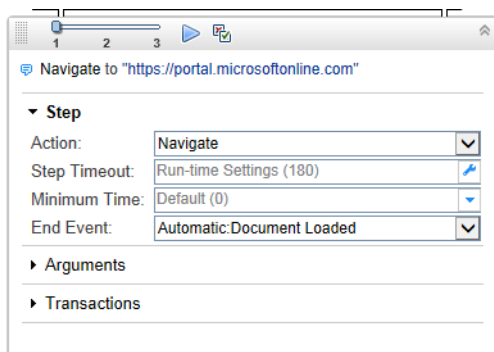 1 2 3
Navigate to "https://portal.microsoftonline.com"
Step
Action: Navigate
Step Timeout: Run-time Settings (180)
Minimum Time: Default (0)
End Event: Automatic:Document Loaded
Arguments
Transactions